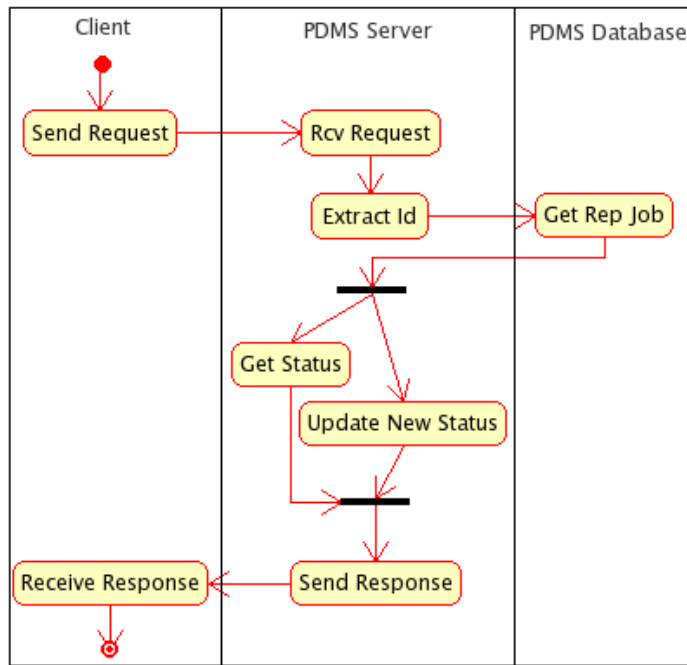 Client
PDMS Server
PDMS Database
Send Request
Rcv Request
Extract Id
Get Rep Job
Get Status
Update New Status
Receive Response
Send Response